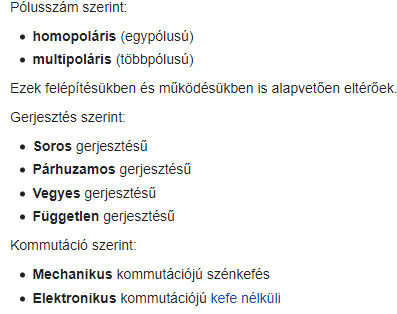 Pólusszám szerint:
homopoláris (egypólusú)
multipoláris (többpólusú)
Ezek felépítésükben és működésükben is alapvetően eltérőek.
Gerjesztés szerint:
Soros gerjesztésű
Párhuzamos gerjesztésű
Vegyes gerjesztésű
Független gerjesztésű
Kommutáció szerint:
Mechanikus kommutációjú szénkefés
Elektronikus kommutációjú kefe nélküli